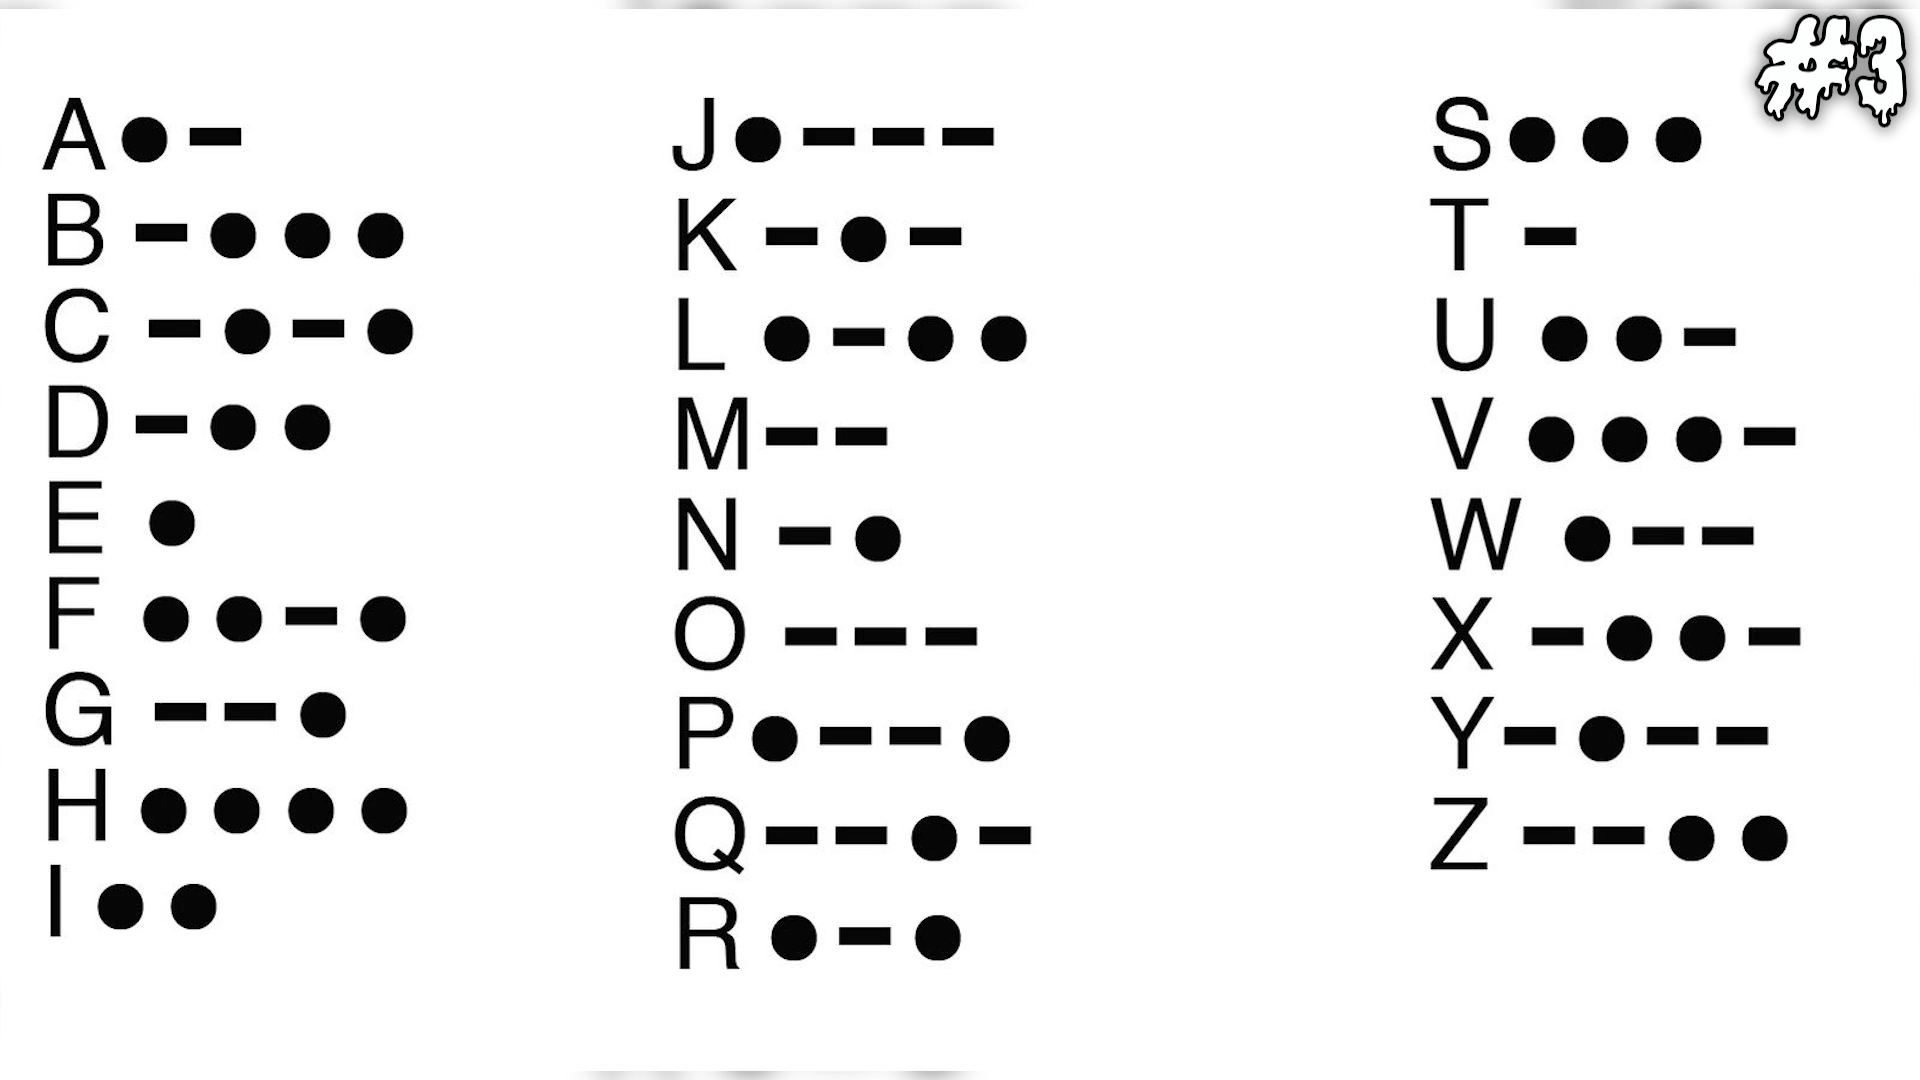 A ● -
B - ● ● ●
C - ● - ●
D - ● ●
E ●
F ● ● - ●
G - - ●
H ● ● ● ●
I ● ●
J ● - - -
K - ● -
L ● - ● ●
M - -
N - ●
O - - -
P ● - - ●
Q - - ● -
R ● - ●
S ● ● ●
T -
U ● ● -
V ● ● ● -
W ● - -
X - ● ● -
Y - ● - -
Z - - ● ●
#3